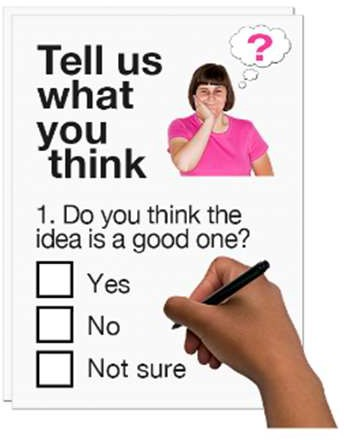 Tell us
what
you
think
?
1. Do you think the
idea is a good one?
Yes
No
Not sure